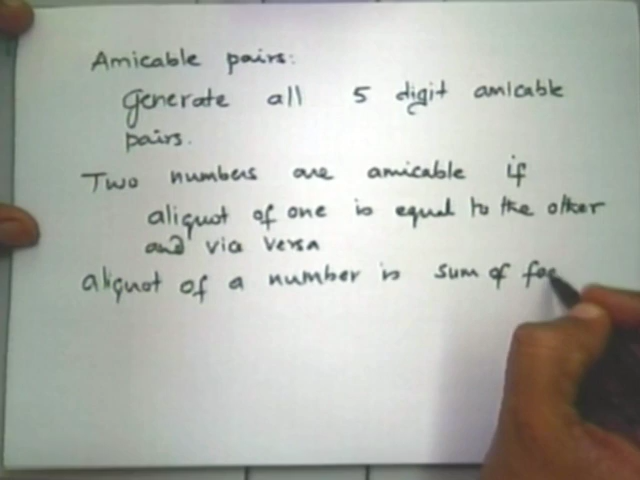 Amicable pairs:
Generate all 5 digit amicable
pairs.
Two numbers are amicable if
aliquot of one is equal to the other
and via versa
aliquot of a number is sum of fac